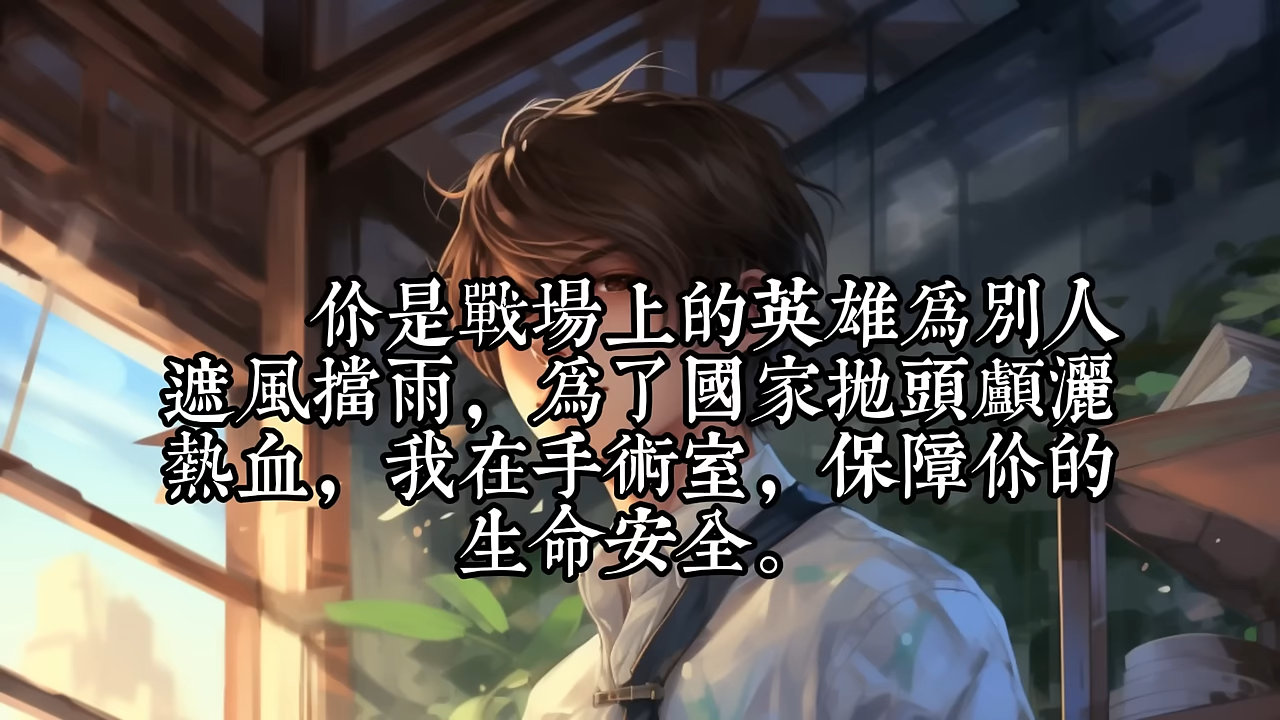 你是戰場上的英雄爲別人
遮風擋雨，爲了國家拋頭顱灑
熱血，我在手術室，保障你的
生命安全。